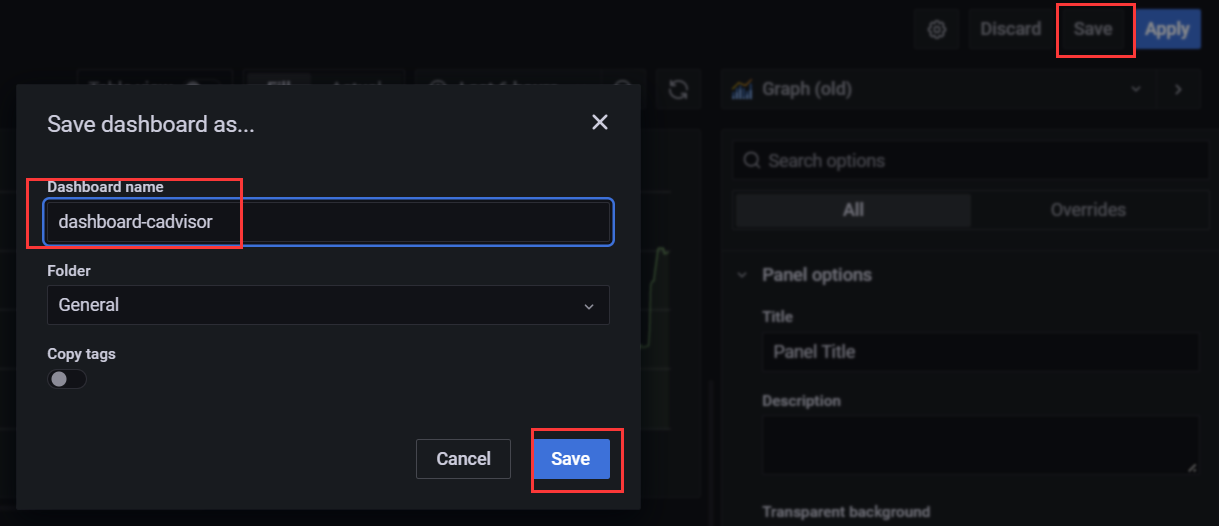 Discard Save Apply
Fill
Graph (old)
Save dashboard as...
Search options
Dashboard name
All Overrides
dashboard-cadvisor
Folder
Panel options
General
Title
Panel Title
Copy tags
Description
Cancel Save
Transparent background